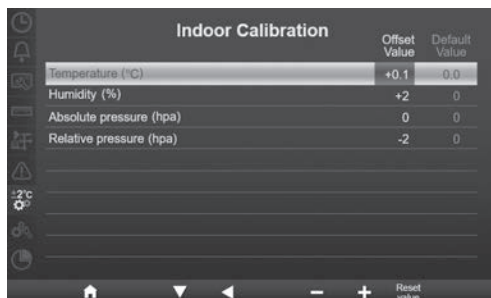 Indoor Calibration
Offset Value
Default Value
Temperature (°C) +0.1 0.0
Humidity (%) +2 0
Absolute pressure (hpa) 0 0
Relative pressure (hpa) -2 0
±2°C
Reset value